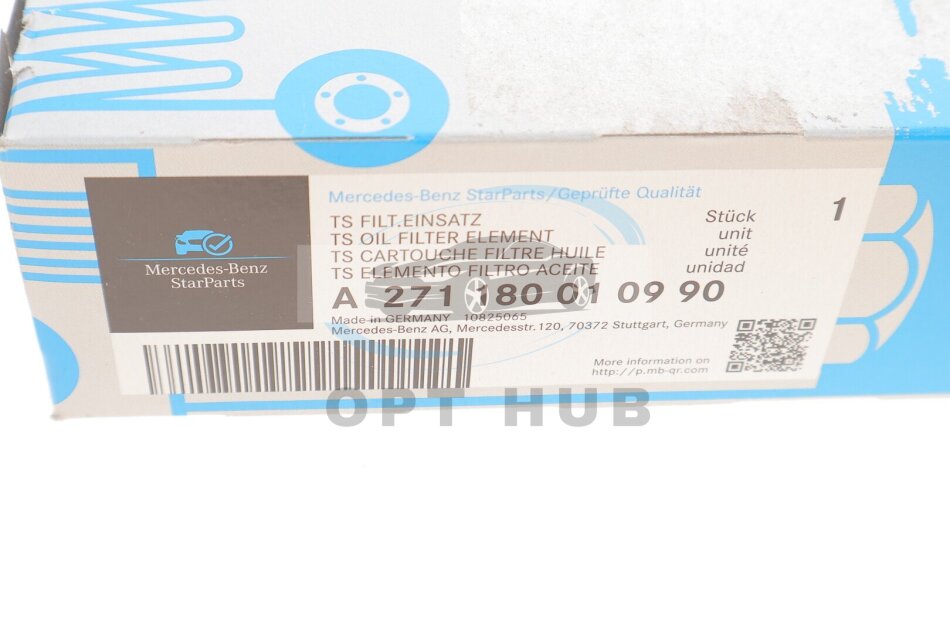 Mercedes-Benz StarParts/Geprüfte Qualität
TS FILT.EINSATZ
TS OIL FILTER ELEMENT
TS CARTOUCHE FILTRE HUILE
TS ELEMENTO FILTRO ACEITE
Stück
unit
unité
unidad
1
Mercedes-Benz
StarParts
A 271 180 01 09 90
Made in GERMANY 10825065
Mercedes-Benz AG, Mercedesstr.120, 70372 Stuttgart, Germany
More information on
http://p.mb-qr.com
OPT HUB